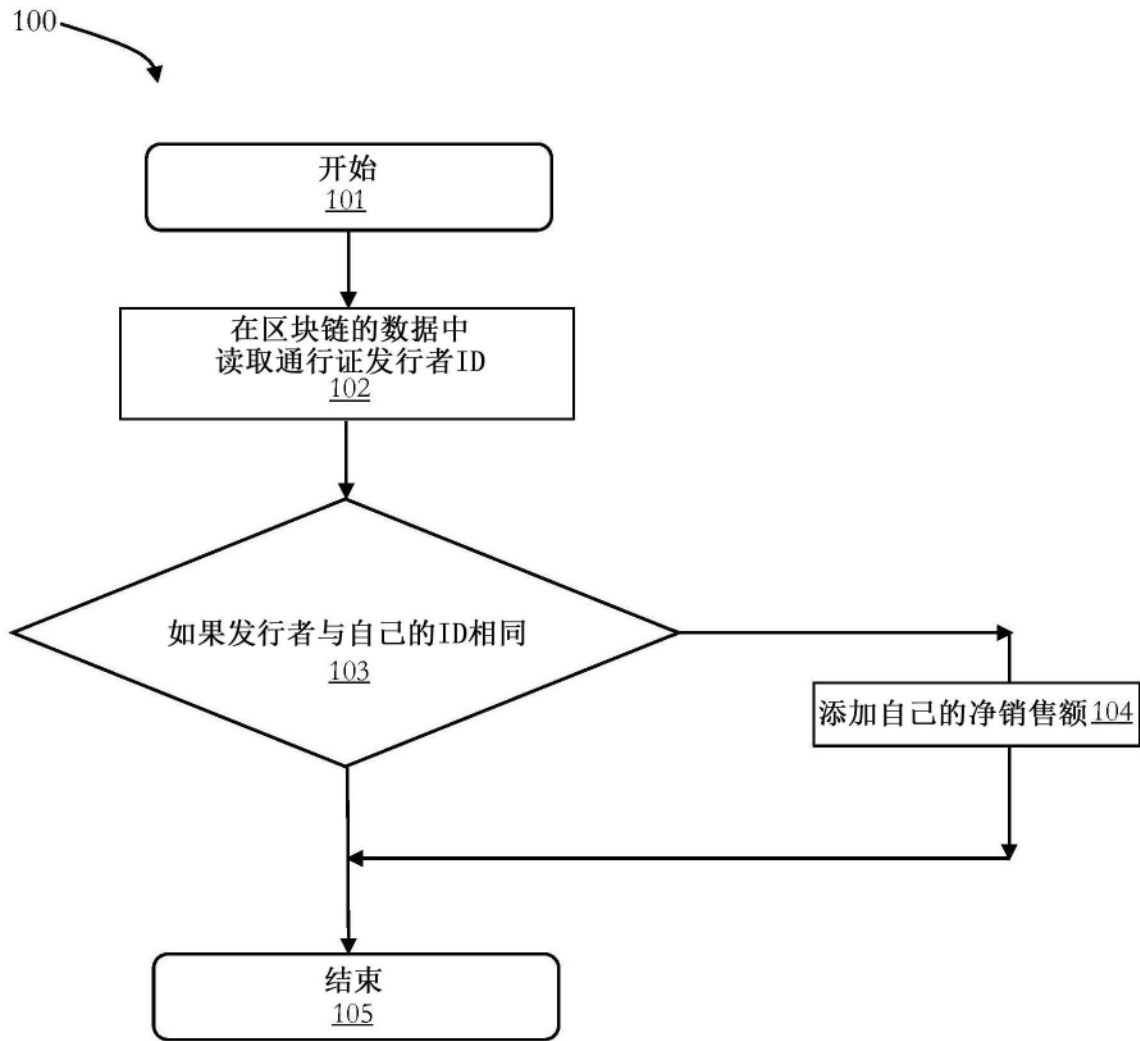 100
开始
101
在区块链的数据中
读取通行证发行者ID
102
如果发行者与自己的ID相同
103
添加自己的净销售额104
结束
105